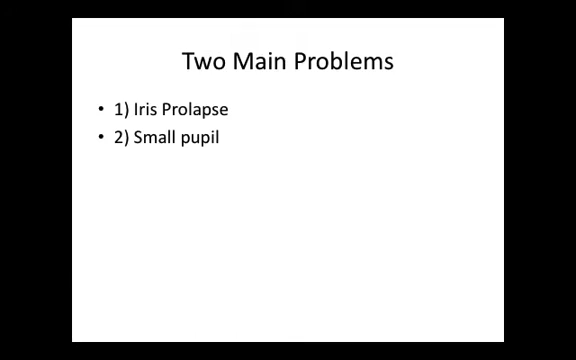 Two Main Problems
• 1) Iris Prolapse
• 2) Small pupil